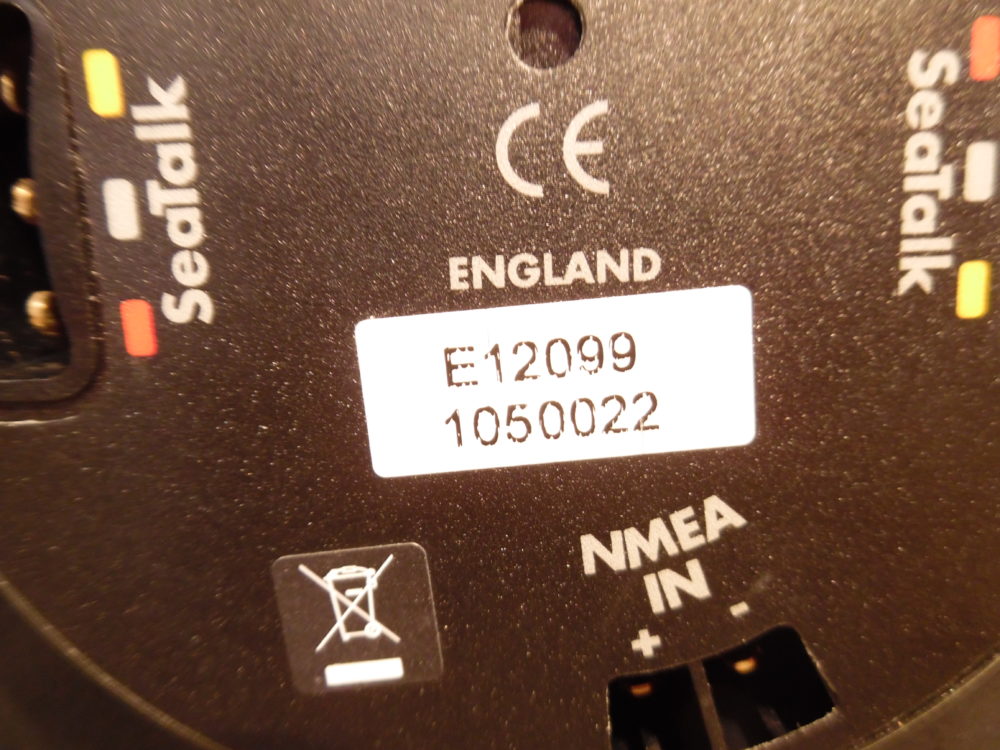 SeaTalk
SeaTalk
CE
ENGLAND
E12099
1050022
NMEA
IN
+ -